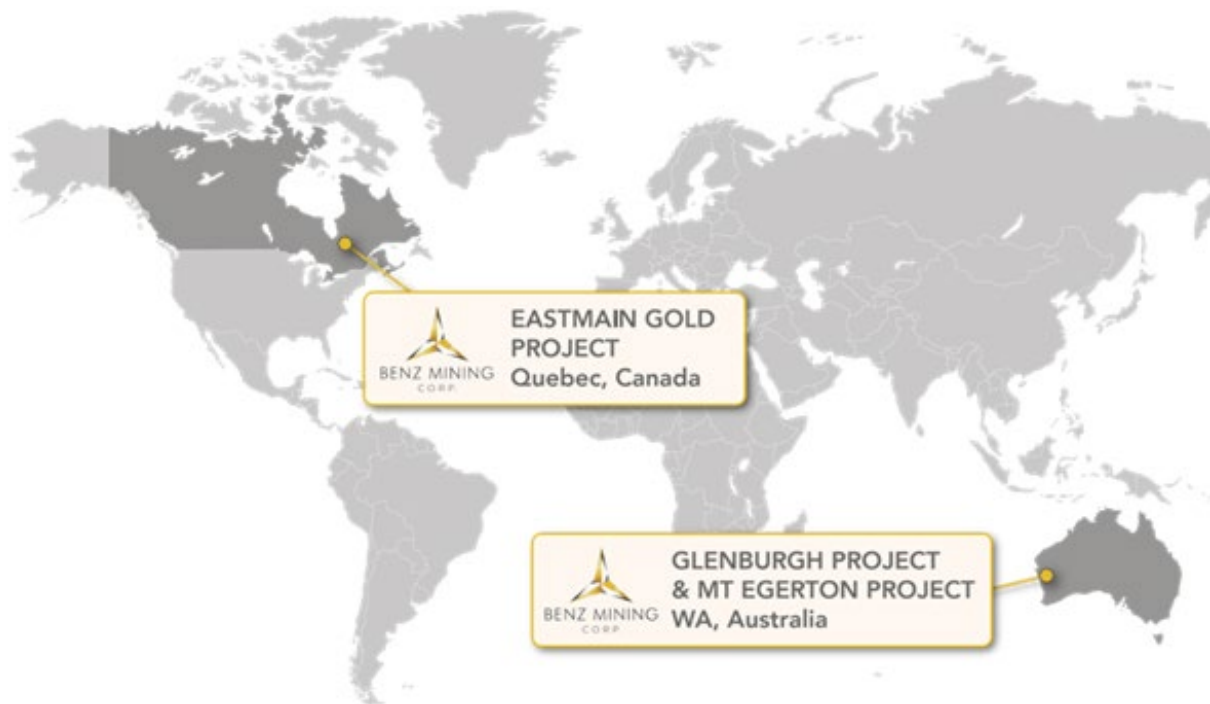 EASTMAIN GOLD
PROJECT
Quebec, Canada
BENZ MINING
CORP.
GLENBURGH PROJECT
& MT EGERTON PROJECT
WA, Australia
BENZ MINING
CORP